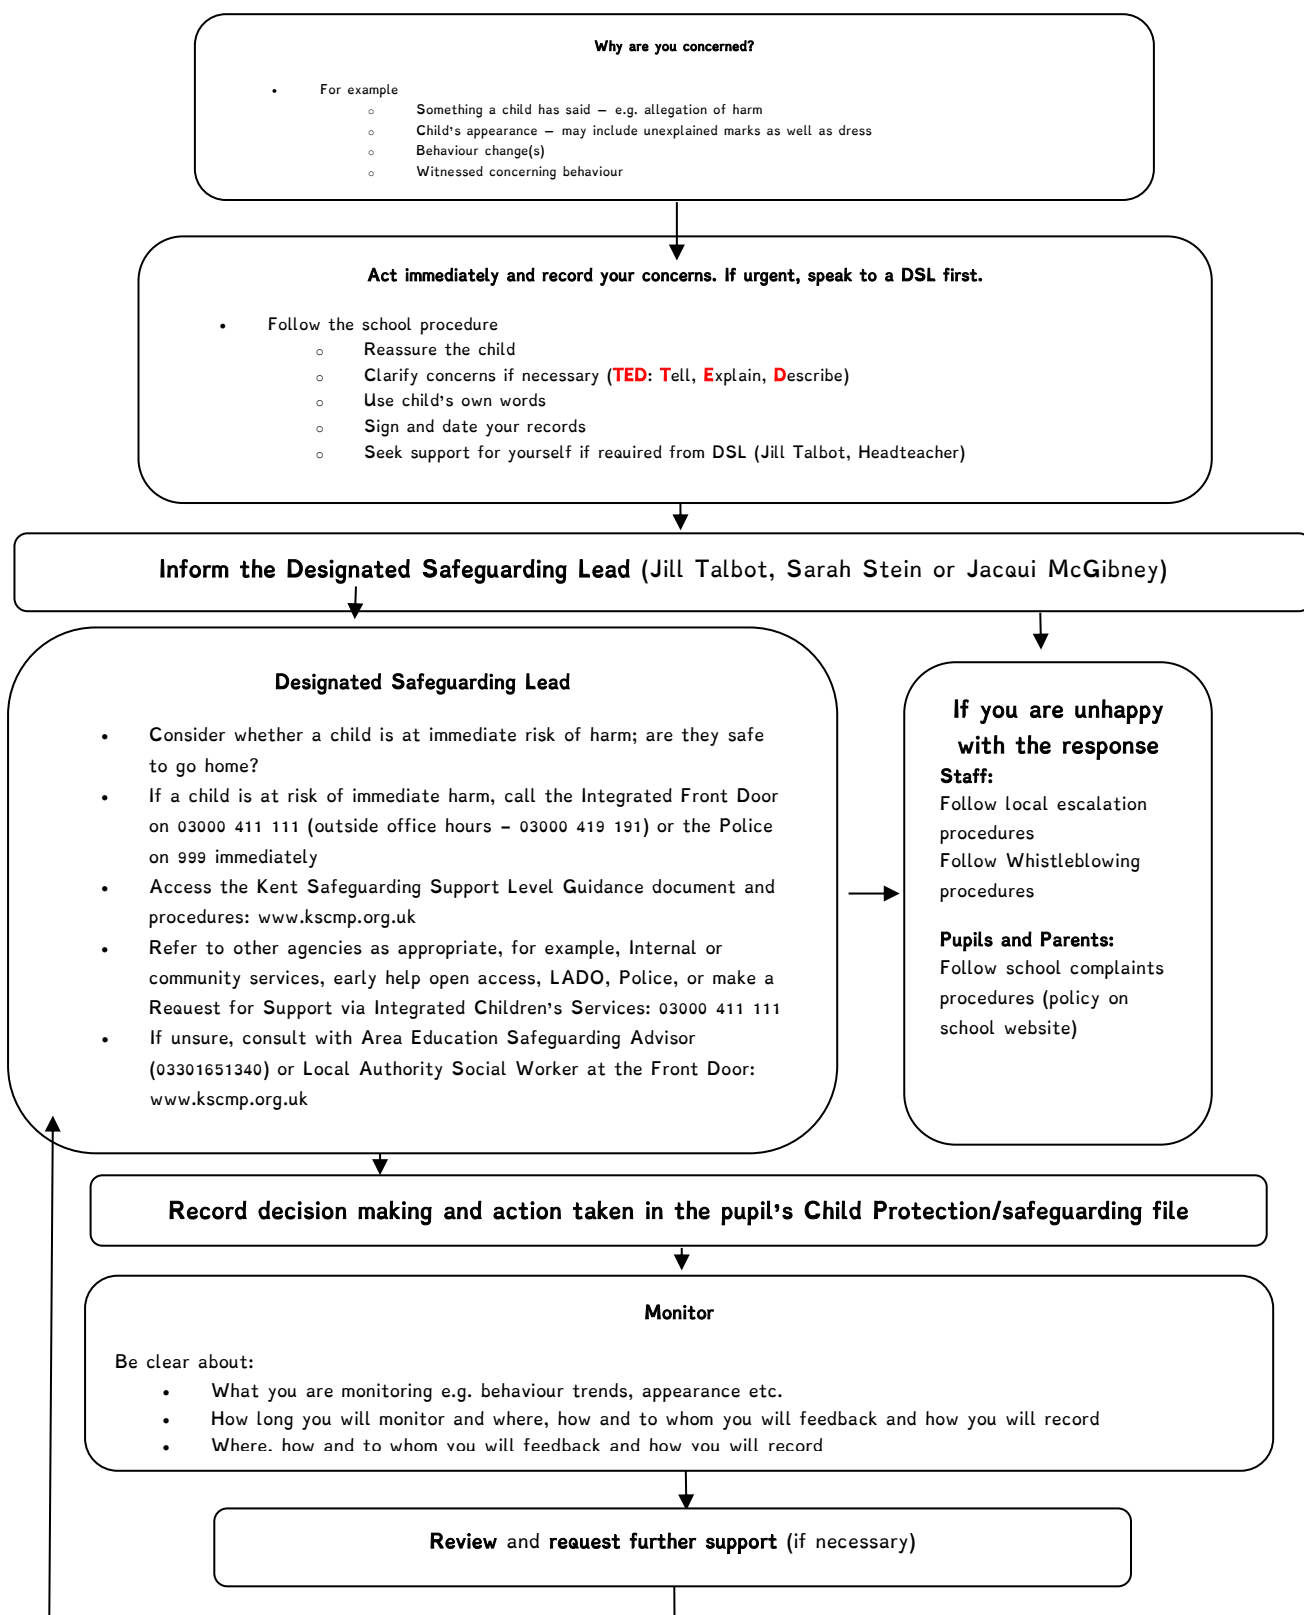 Why are you concerned?
• For example
○ Something a child has said – e.g. allegation of harm
○ Child's appearance – may include unexplained marks as well as dress
○ Behaviour change(s)
○ Witnessed concerning behaviour
Act immediately and record your concerns. If urgent, speak to a DSL first.
• Follow the school procedure
○ Reassure the child
○ Clarify concerns if necessary (TED: Tell, Explain, Describe)
○ Use child's own words
○ Sign and date your records
○ Seek support for yourself if required from DSL (Jill Talbot, Headteacher)
Inform the Designated Safeguarding Lead (Jill Talbot, Sarah Stein or Jacqui McGibney)
Designated Safeguarding Lead
• Consider whether a child is at immediate risk of harm; are they safe
to go home?
• If a child is at risk of immediate harm, call the Integrated Front Door
on 03000 411 111 (outside office hours – 03000 419 191) or the Police
on 999 immediately
• Access the Kent Safeguarding Support Level Guidance document and
procedures: www.kscmp.org.uk
• Refer to other agencies as appropriate, for example, Internal or
community services, early help open access, LADO, Police, or make a
Request for Support via Integrated Children's Services: 03000 411 111
• If unsure, consult with Area Education Safeguarding Advisor
(03301651340) or Local Authority Social Worker at the Front Door:
www.kscmp.org.uk
If you are unhappy
with the response
Staff:
Follow local escalation
procedures
Follow Whistleblowing
procedures
Pupils and Parents:
Follow school complaints
procedures (policy on
school website)
Record decision making and action taken in the pupil's Child Protection/safeguarding file
Monitor
Be clear about:
• What you are monitoring e.g. behaviour trends, appearance etc.
• How long you will monitor and where, how and to whom you will feedback and how you will record
• Where, how and to whom you will feedback and how you will record
Review and request further support (if necessary)